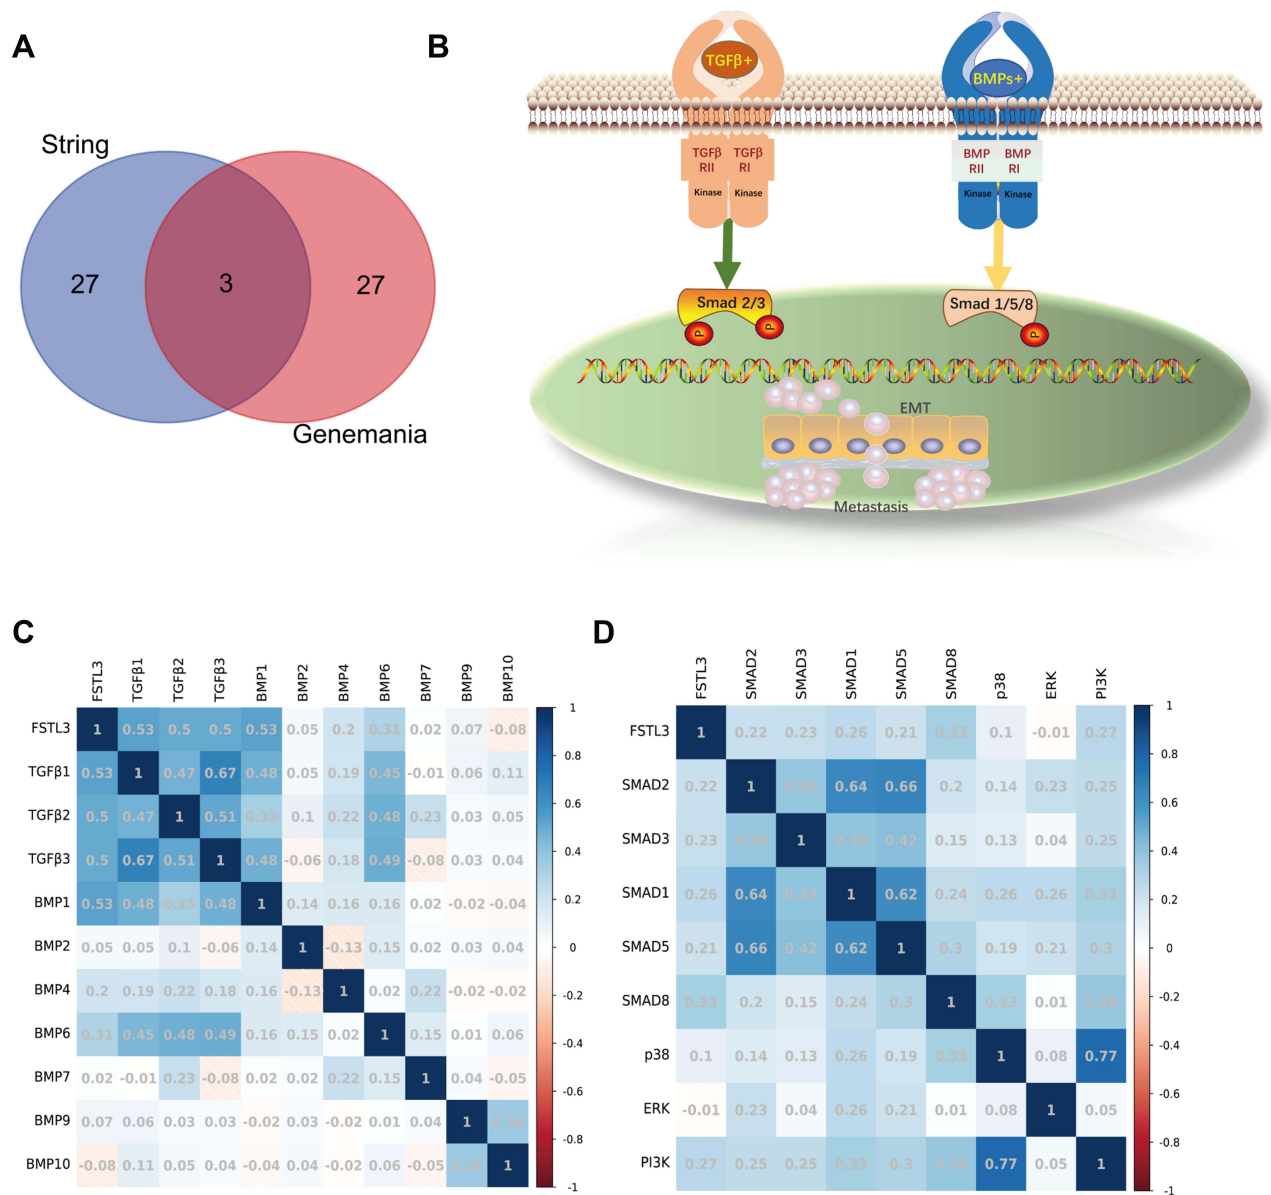 A
String
27
3
27
Genemania
B
TGFβ+
BMPs+
TGFβ TGFβ
RII RI
Kinase Kinase
BMP BMP
RII RI
Kinase Kinase
Smad 2/3
P P
Smad 1/5/8
P
EMT
Metastasis
C
FSTL3 TGFβ1 TGFβ2 TGFβ3 BMP1 BMP2 BMP4 BMP6 BMP7 BMP9 BMP10
FSTL3 1 0.53 0.5 0.5 0.53 0.05 0.2 0.31 0.02 0.07 -0.08
TGFβ1 0.53 1 0.47 0.67 0.48 0.05 0.19 0.45 -0.01 0.06 0.11
TGFβ2 0.5 0.47 1 0.51 0.33 0.1 0.22 0.48 0.23 0.03 0.05
TGFβ3 0.5 0.67 0.51 1 0.48 -0.06 0.18 0.49 -0.08 0.03 0.04
BMP1 0.53 0.48 0.33 0.48 1 0.14 0.16 0.16 0.02 -0.02 -0.04
BMP2 0.05 0.05 0.1 -0.06 0.14 1 -0.13 0.15 0.02 0.03 0.04
BMP4 0.2 0.19 0.22 0.18 0.16 -0.13 1 0.02 0.22 -0.02 -0.02
BMP6 0.31 0.45 0.48 0.49 0.16 0.15 0.02 1 0.15 0.01 0.06
BMP7 0.02 -0.01 0.23 -0.08 0.02 0.02 0.22 0.15 1 0.04 -0.05
BMP9 0.07 0.06 0.03 0.03 -0.02 0.03 -0.02 0.01 0.04 1
BMP10 -0.08 0.11 0.05 0.04 -0.04 0.04 -0.02 0.06 -0.05 1
1
0.8
0.6
0.4
0.2
0
-0.2
-0.4
-0.6
-0.8
-1
D
FSTL3 SMAD2 SMAD3 SMAD1 SMAD5 SMAD8 p38 ERK PI3K
FSTL3 1 0.22 0.23 0.26 0.21 0.33 0.1 -0.01 0.27
SMAD2 0.22 1 0.64 0.66 0.2 0.14 0.23 0.25
SMAD3 0.23 1 0.39 0.42 0.15 0.13 0.04 0.25
SMAD1 0.26 0.64 0.39 1 0.62 0.24 0.26 0.26 0.33
SMAD5 0.21 0.66 0.42 0.62 1 0.3 0.19 0.21 0.3
SMAD8 0.33 0.2 0.15 0.24 0.3 1 0.33 0.01
p38 0.1 0.14 0.13 0.26 0.19 0.33 1 0.08 0.77
ERK -0.01 0.23 0.04 0.26 0.21 0.01 0.08 1 0.05
PI3K 0.27 0.25 0.25 0.33 0.3 0.77 0.05 1
1
0.8
0.6
0.4
0.2
0
-0.2
-0.4
-0.6
-0.8
-1